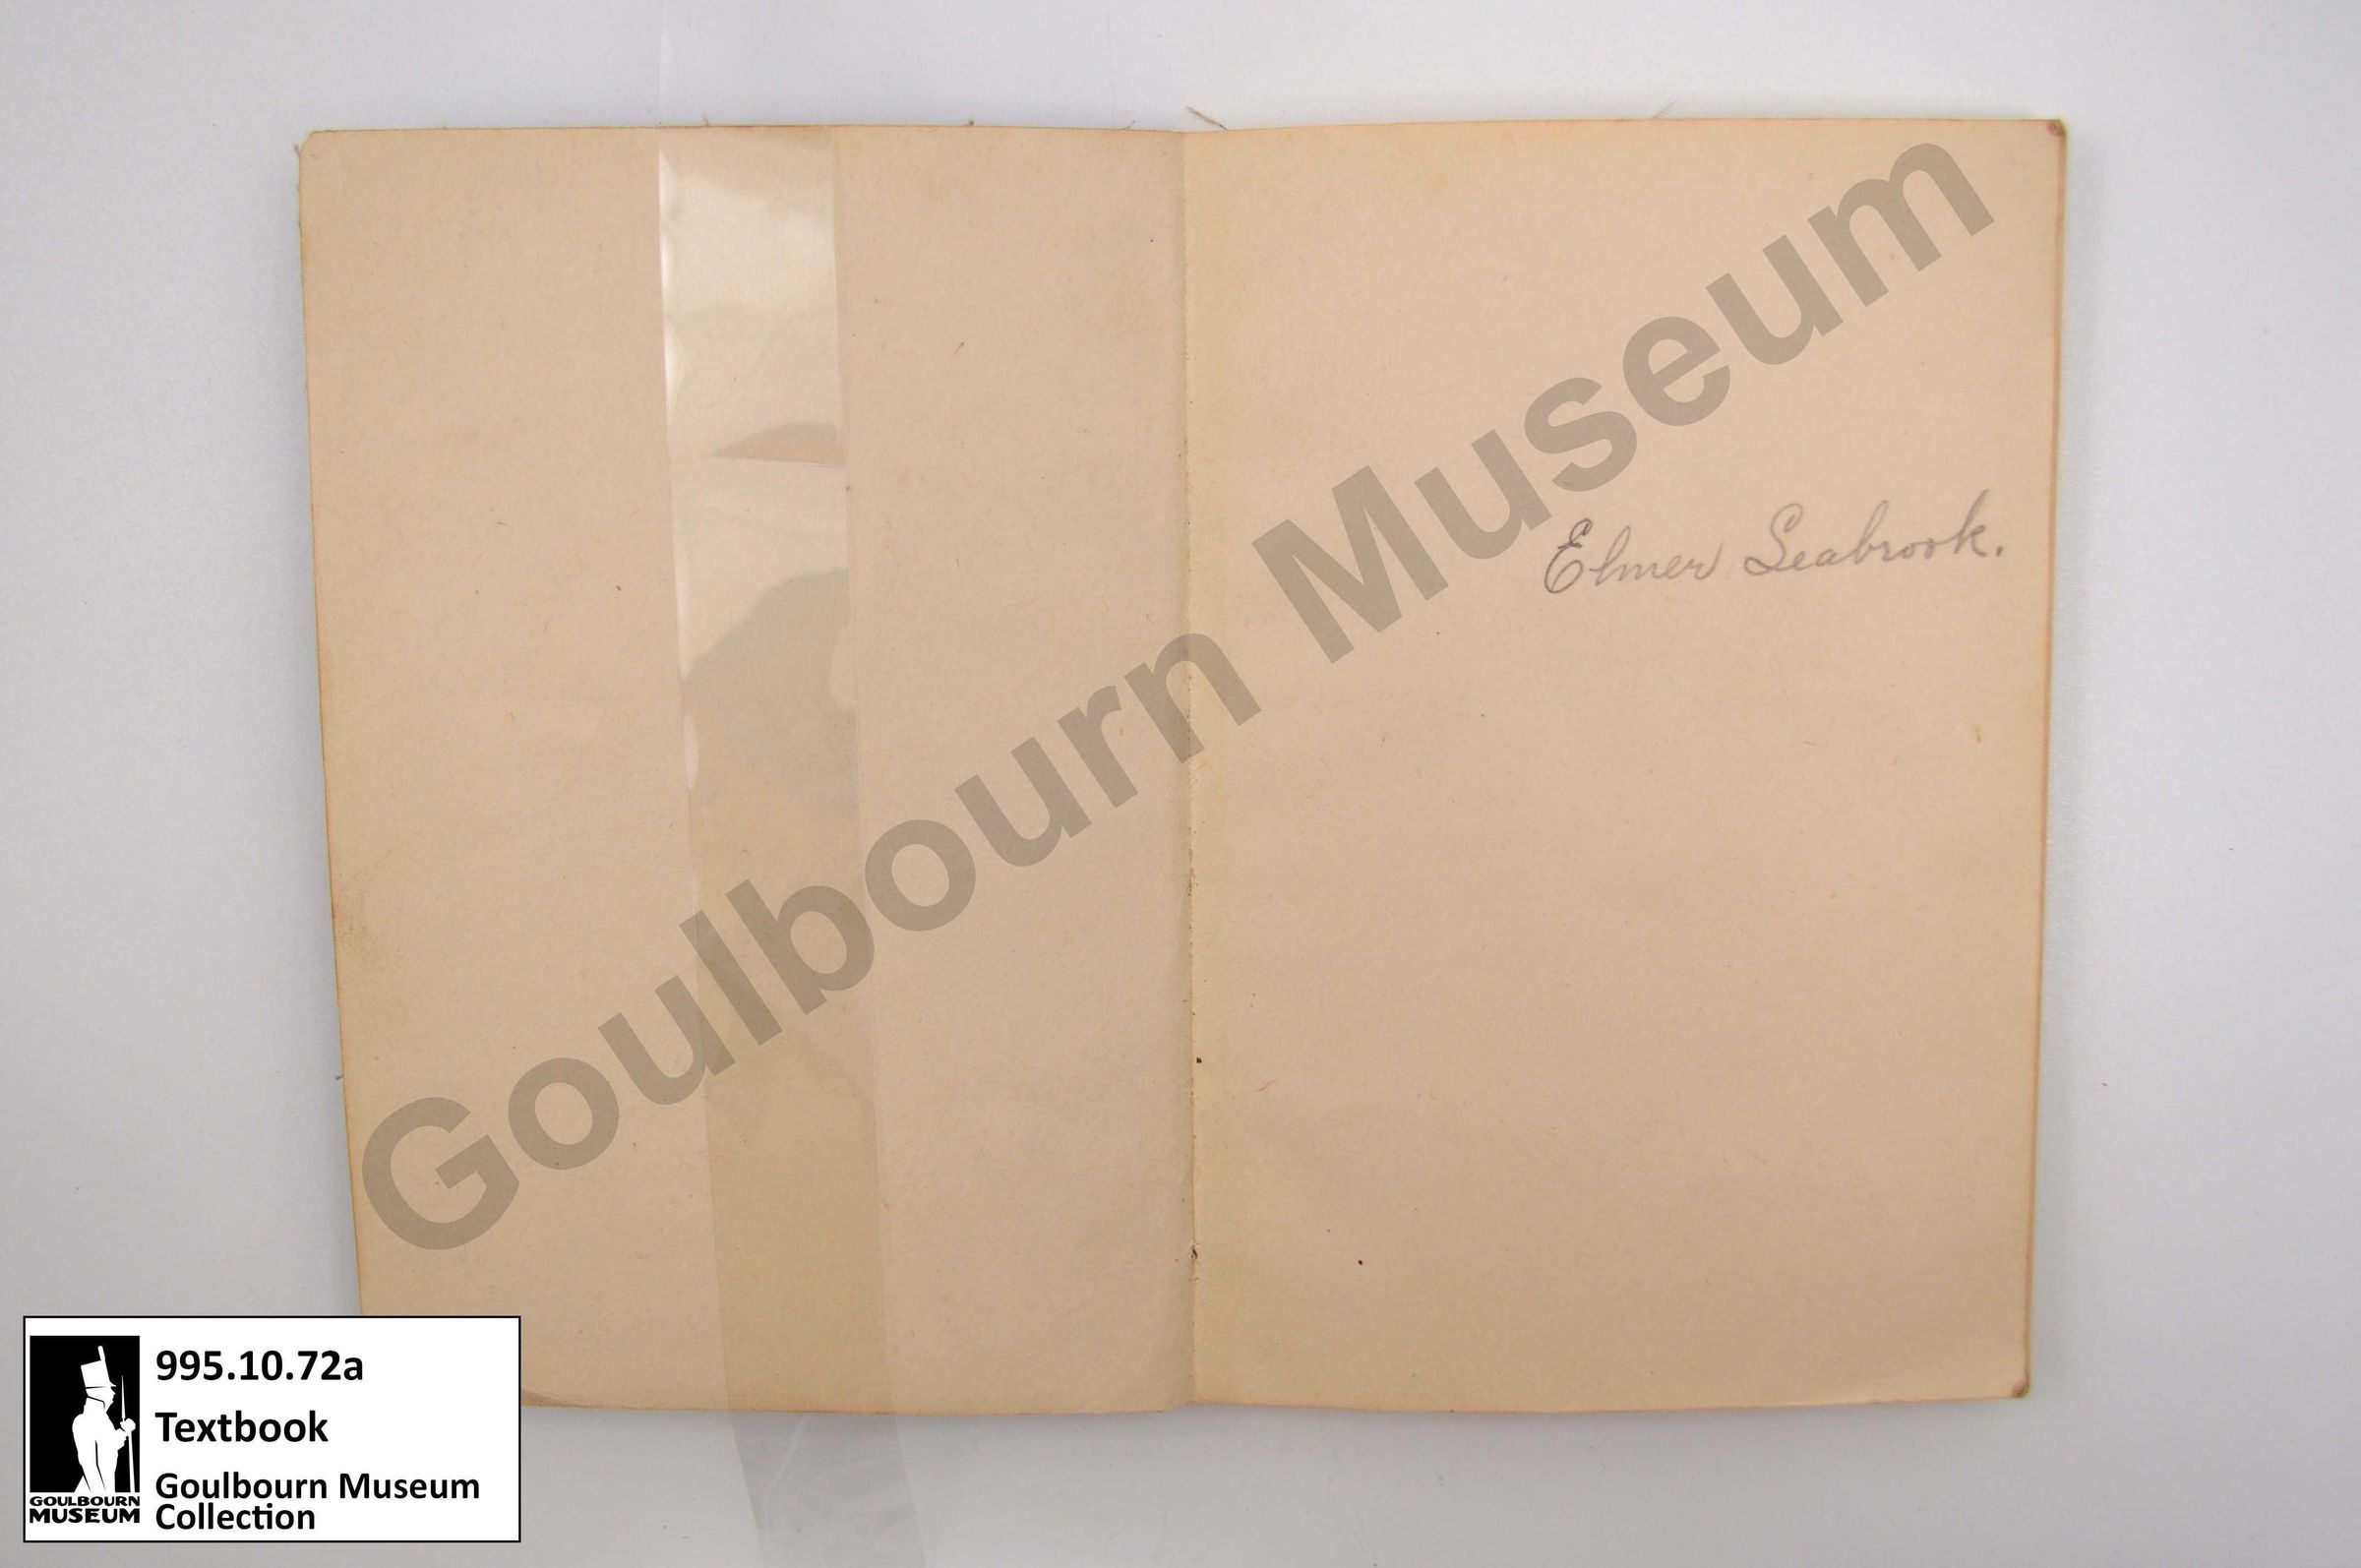 Goulbourn Museum
Elmer Seabrook.
995.10.72a
Textbook
Goulbourn Museum
Collection
GOULBOURN
MUSEUM